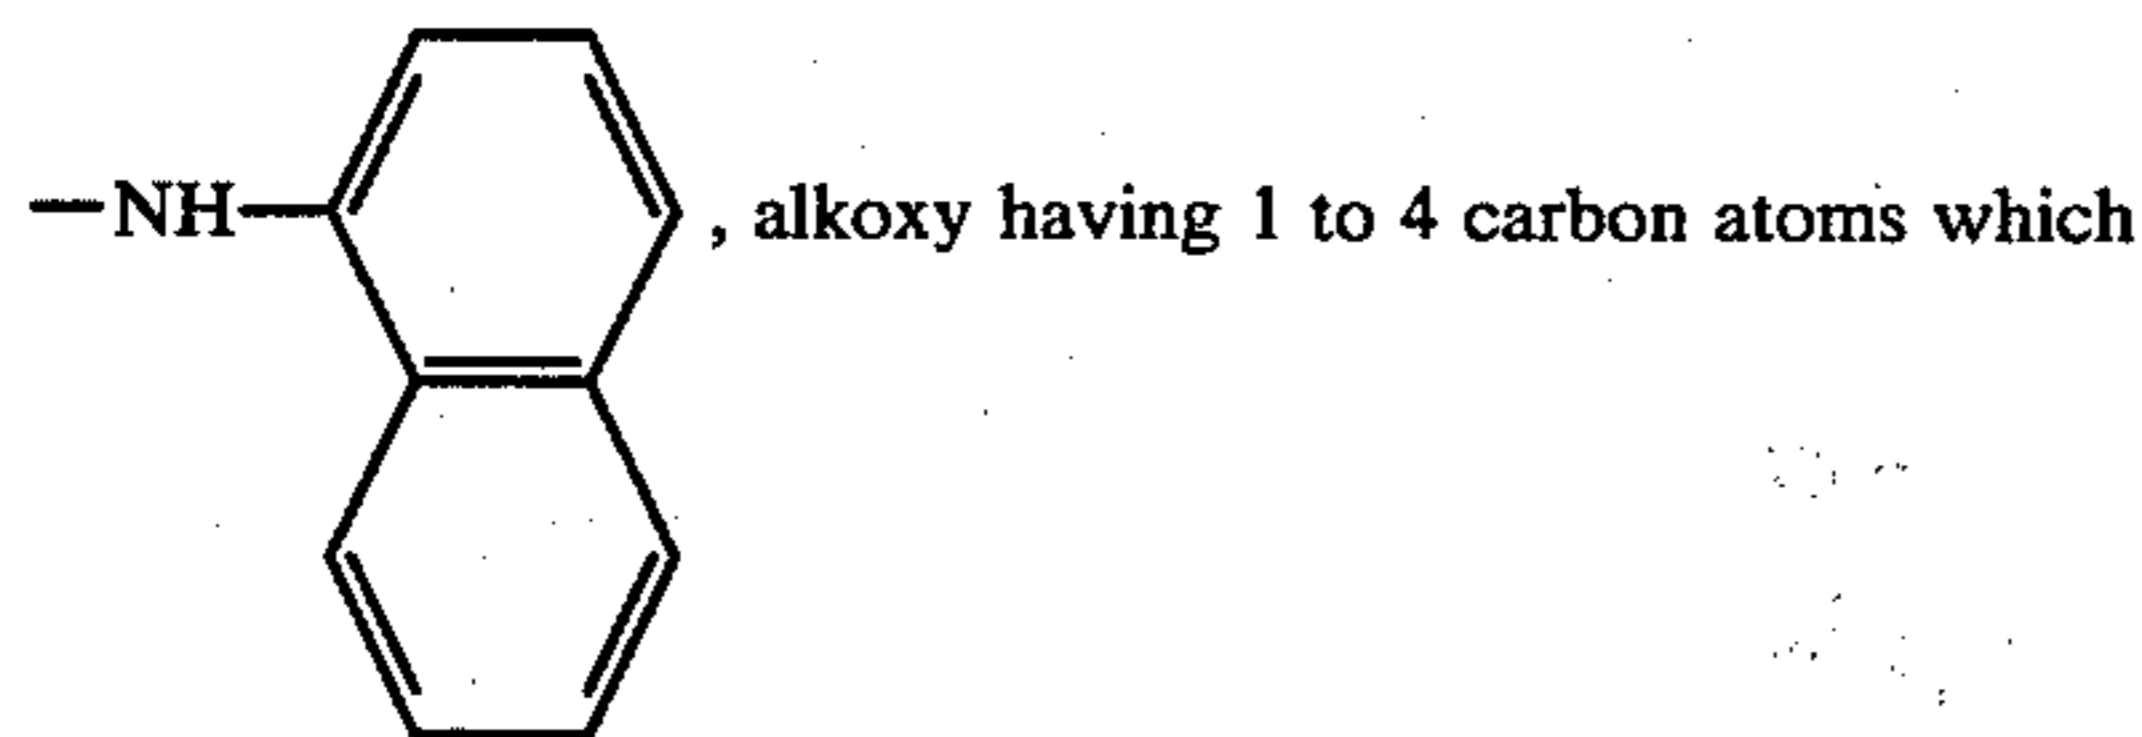 —NH— , alkoxy having 1 to 4 carbon atoms which